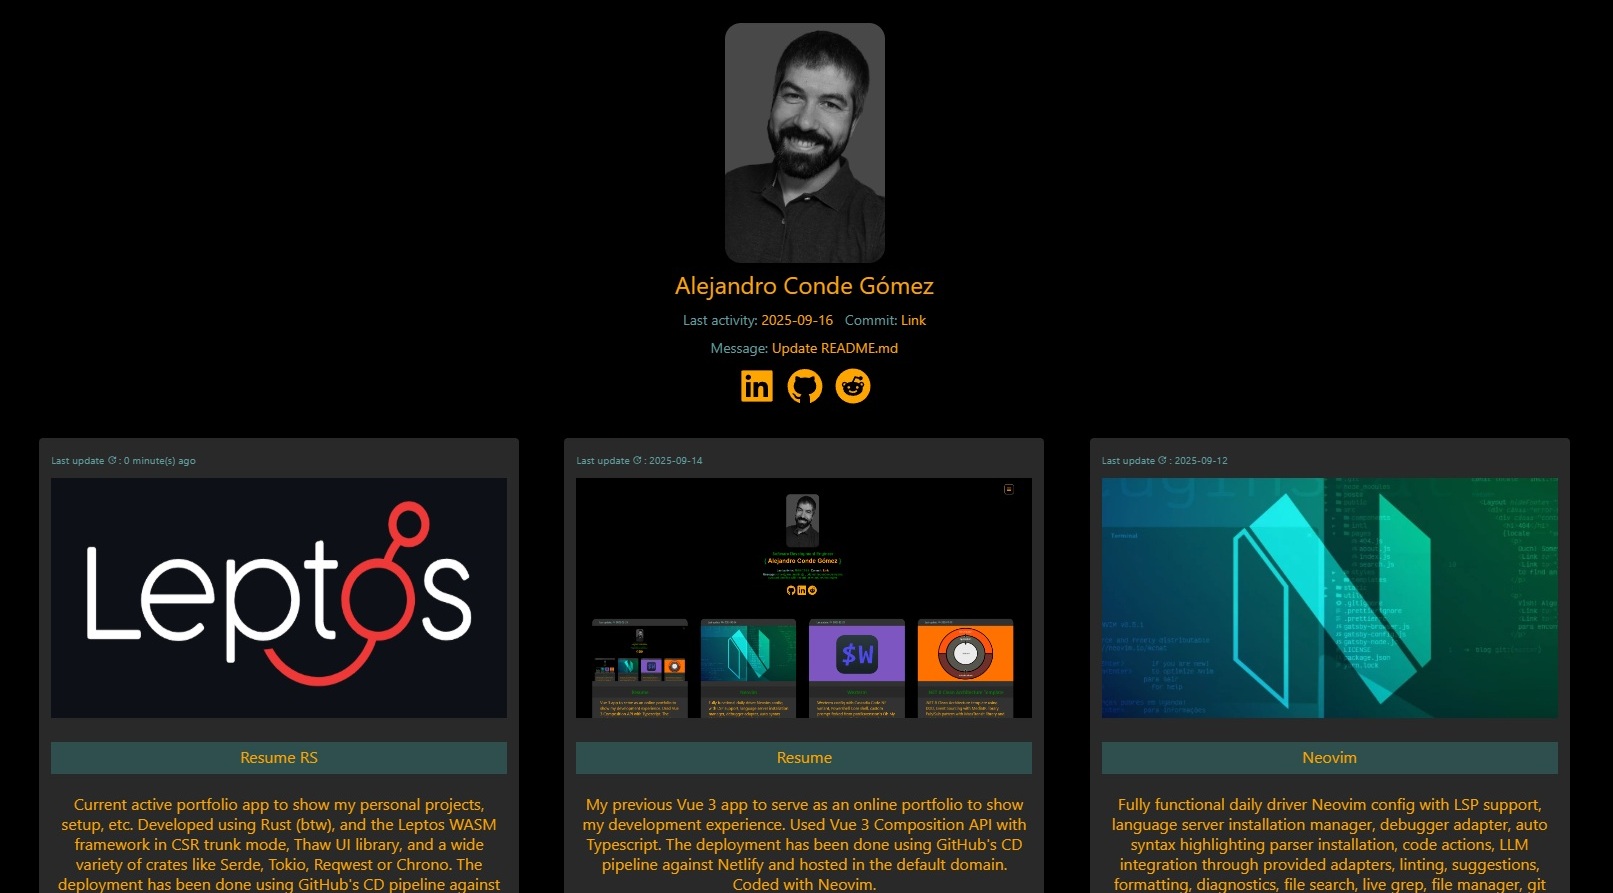 Alejandro Conde Gómez
Last activity: 2025-09-16 Commit: Link
Message: Update README.md
in
Last update : 0 minute(s) ago
Leptos
Resume RS
Current active portfolio app to show my personal projects,
setup, etc. Developed using Rust (btw), and the Leptos WASM
framework in CSR trunk mode, Thaw UI library, and a wide
variety of crates like Serde, Tokio, Reqwest or Chrono. The
deployment has been done using GitHub's CD pipeline against
Last update : 2025-09-14
[ Alejandro Conde Gómez ]
$W
Resume
My previous Vue 3 app to serve as an online portfolio to show
my development experience. Used Vue 3 Composition API with
Typescript. The deployment has been done using GitHub's CD
pipeline against Netlify and hosted in the default domain.
Coded with Neovim.
Last update : 2025-09-12
Terminal
Neovim
Fully functional daily driver Neovim config with LSP support,
language server installation manager, debugger adapter, auto
syntax highlighting parser installation, code actions, LLM
integration through provided adapters, linting, suggestions,
formatting, diagnostics, file search, live grep, file manager, git